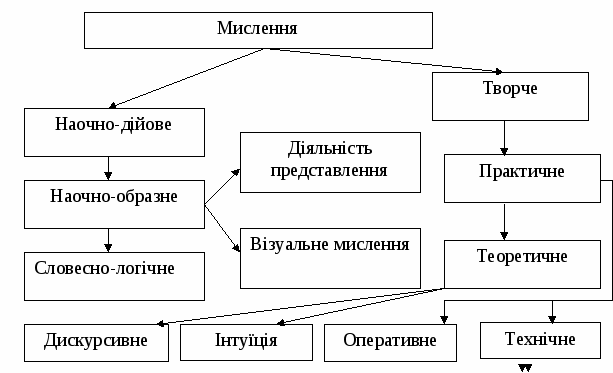 Мислення
Творче
Наочно-дійове
Діяльність
представлення
Практичне
Наочно-образне
Візуальне мислення
Теоретичне
Словесно-логічне
Дискурсивне
Інтуїція
Оперативне
Технічне